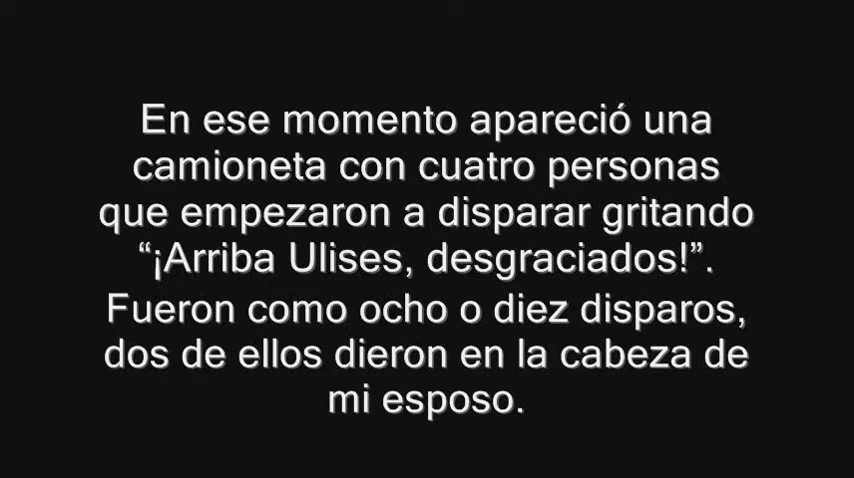 En ese momento apareció una
camioneta con cuatro personas
que empezaron a disparar gritando
“¡Arriba Ulises, desgraciados!”.
Fueron como ocho o diez disparos,
dos de ellos dieron en la cabeza de
mi esposo.